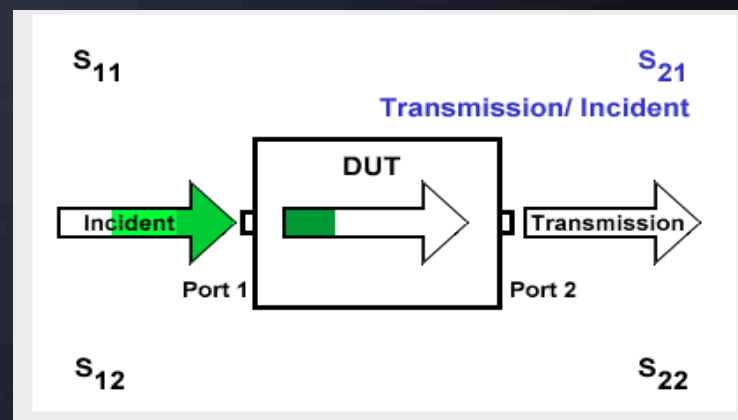 S11
S21
Transmission/ Incident
DUT
Incident
Transmission
Port 1
Port 2
S12
S22